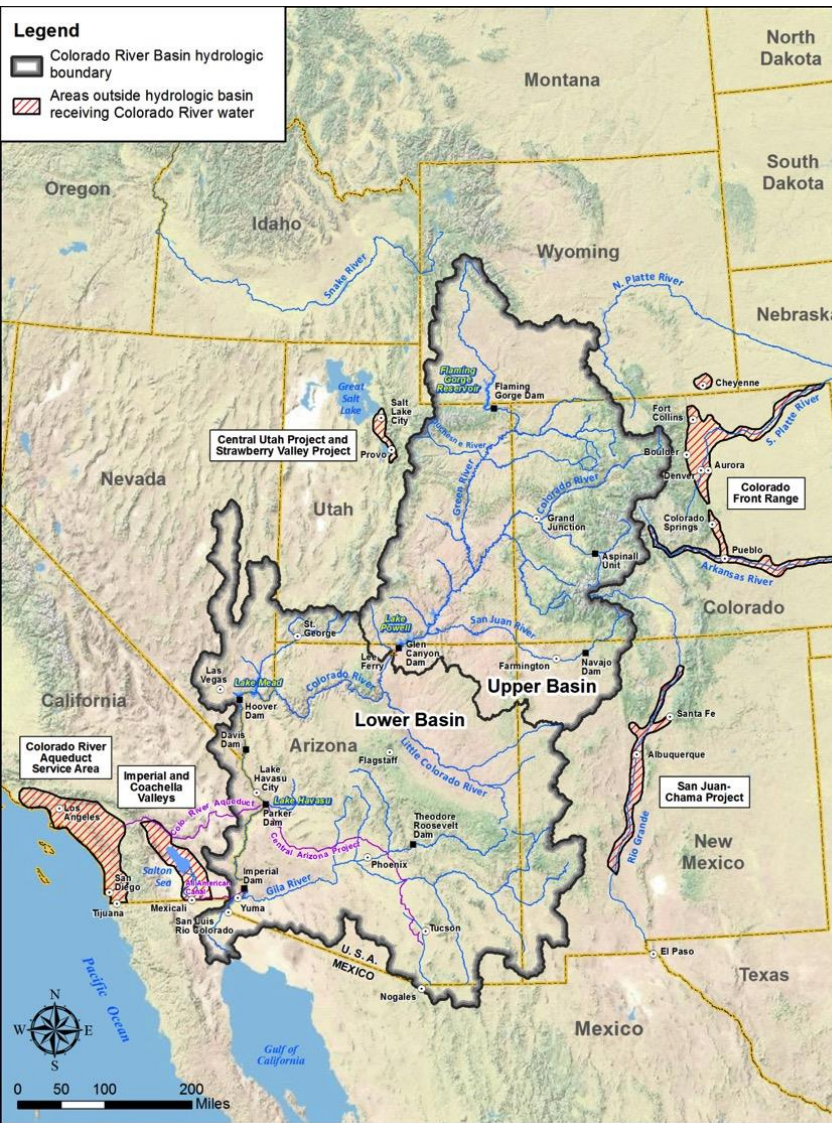 Legend
Colorado River Basin hydrologic
boundary
Areas outside hydrologic basin
receiving Colorado River water
North
Dakota
Montana
South
Dakota
Oregon
Idaho
Wyoming
Snake River
N. Platte River
Nebraska
Flaming
Gorge
Reservoir
Flaming
Gorge Dam
Cheyenne
Great
Salt
Lake
Salt
Lake
City
Fort
Collins
S. Platte River
Central Utah Project and
Strawberry Valley Project
Provo
Duchesne River
Boulder
Denver
Aurora
Nevada
Utah
Green River
Colorado River
Grand
Junction
Colorado
Front Range
Colorado
Springs
Aspinall
Unit
Pueblo
Arkansas River
Colorado
St.
George
Lake
Powell
San Juan River
Lee
Ferry
Glen
Canyon
Dam
Farmington
Navajo
Dam
Las
Vegas
Lake Mead
Colorado River
Upper Basin
California
Hoover
Dam
Lower Basin
Santa Fe
Davis
Dam
Arizona
Flagstaff
Little Colorado River
Albuquerque
Colorado River
Aqueduct
Service Area
Imperial and
Coachella
Valleys
Lake
Havasu
City
San Juan-
Chama Project
Los
Angeles
Colo. River Aqueduct
Lake Havasu
Parker
Dam
Theodore
Roosevelt
Dam
Central Arizona Project
Rio Grande
New
Mexico
Salton
Sea
Phoenix
San
Diego
All American
Canal
Imperial
Dam
Gila River
Tijuana
Mexicali
Yuma
San Luis
Rio Colorado
Tucson
U.S.A.
MEXICO
El Paso
Pacific Ocean
Nogales
Texas
Mexico
Gulf of
California
N
W
E
S
0 50 100 200
Miles